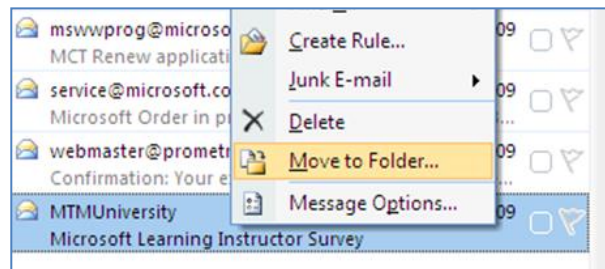 mswwprog@microso
MCT Renew applicati
09
Create Rule...
Junk E-mail
service@microsoft.co
Microsoft Order in pr
09
...
Delete
webmaster@prometr
Confirmation: Your e
09
...
Move to Folder...
MTMUniversity
Microsoft Learning Instructor Survey
09
Message Options...